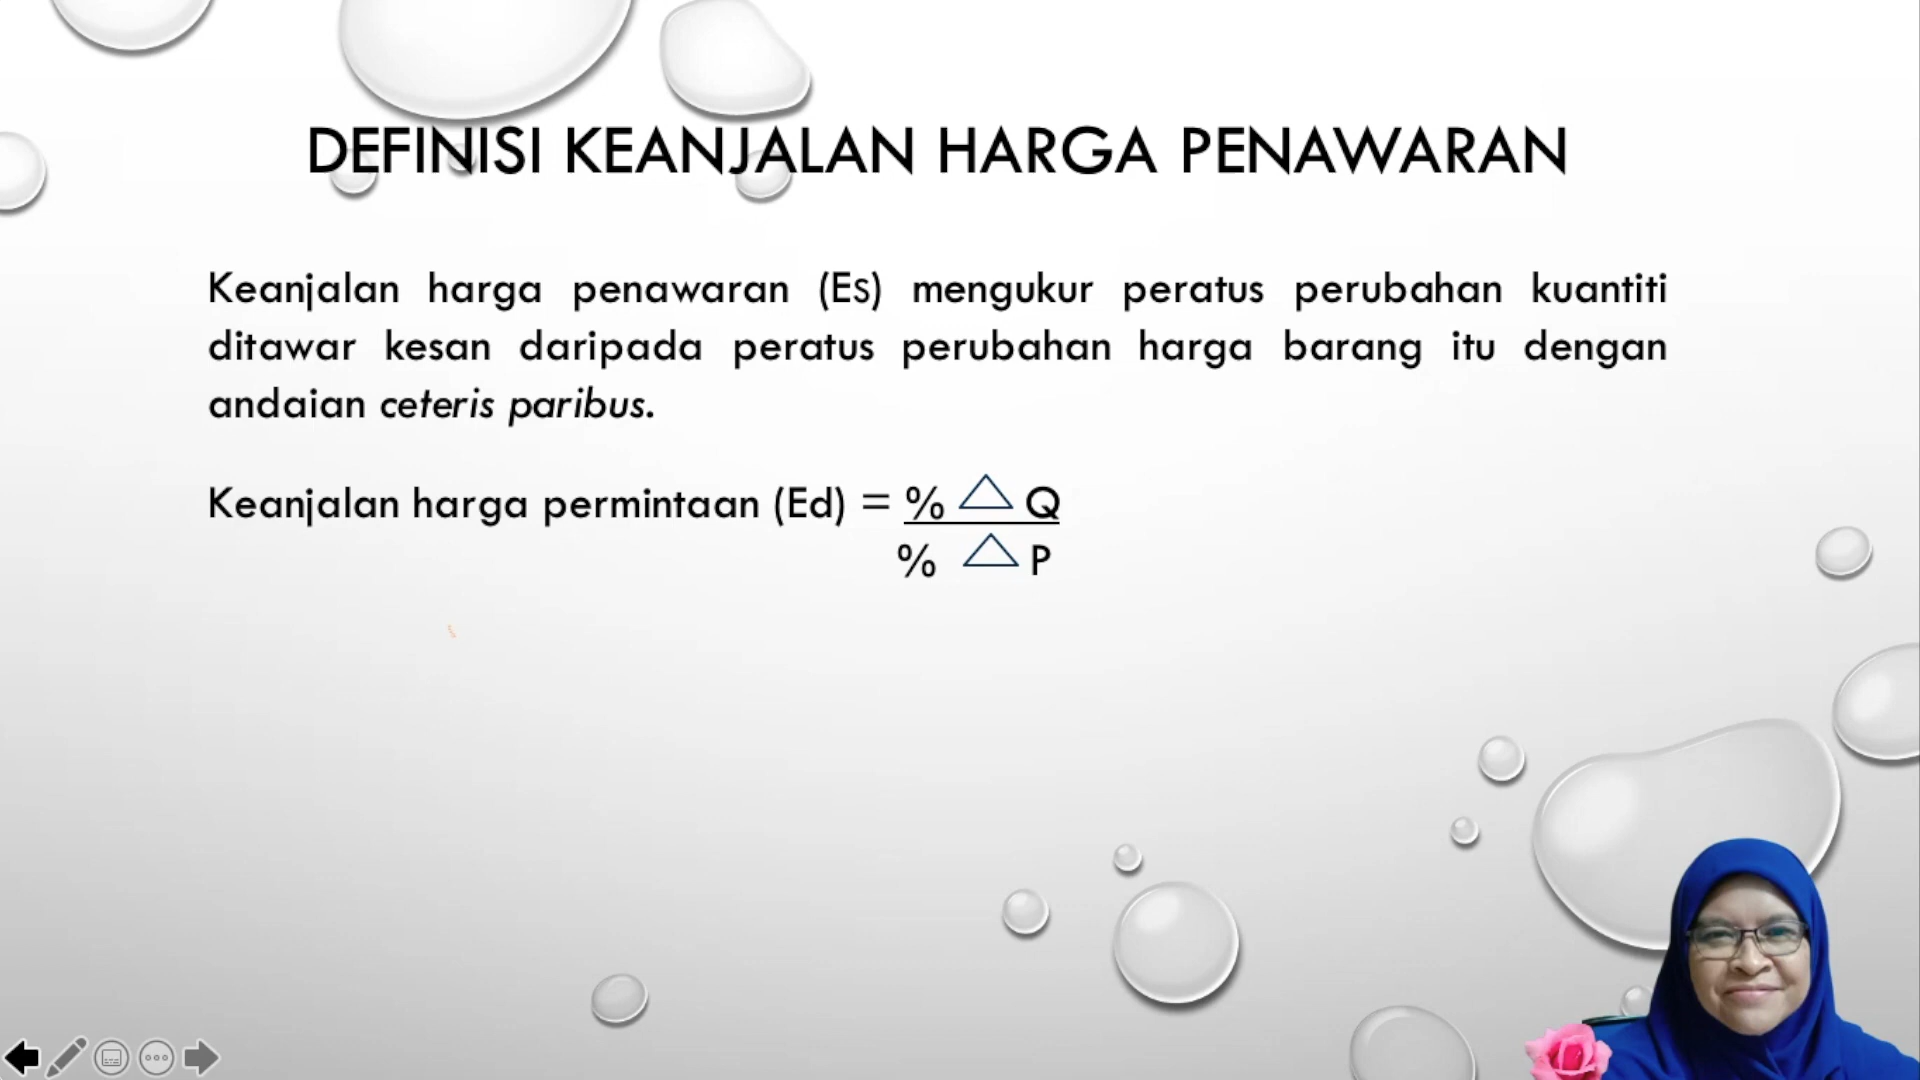 DEFINISI KEANJALAN HARGA PENAWARAN
Keanjalan harga penawaran (Es) mengukur peratus perubahan kuantiti
ditawar kesan daripada peratus perubahan harga barang itu dengan
andaian ceteris paribus.
Keanjalan harga permintaan (Ed) = % △ Q
% △ P